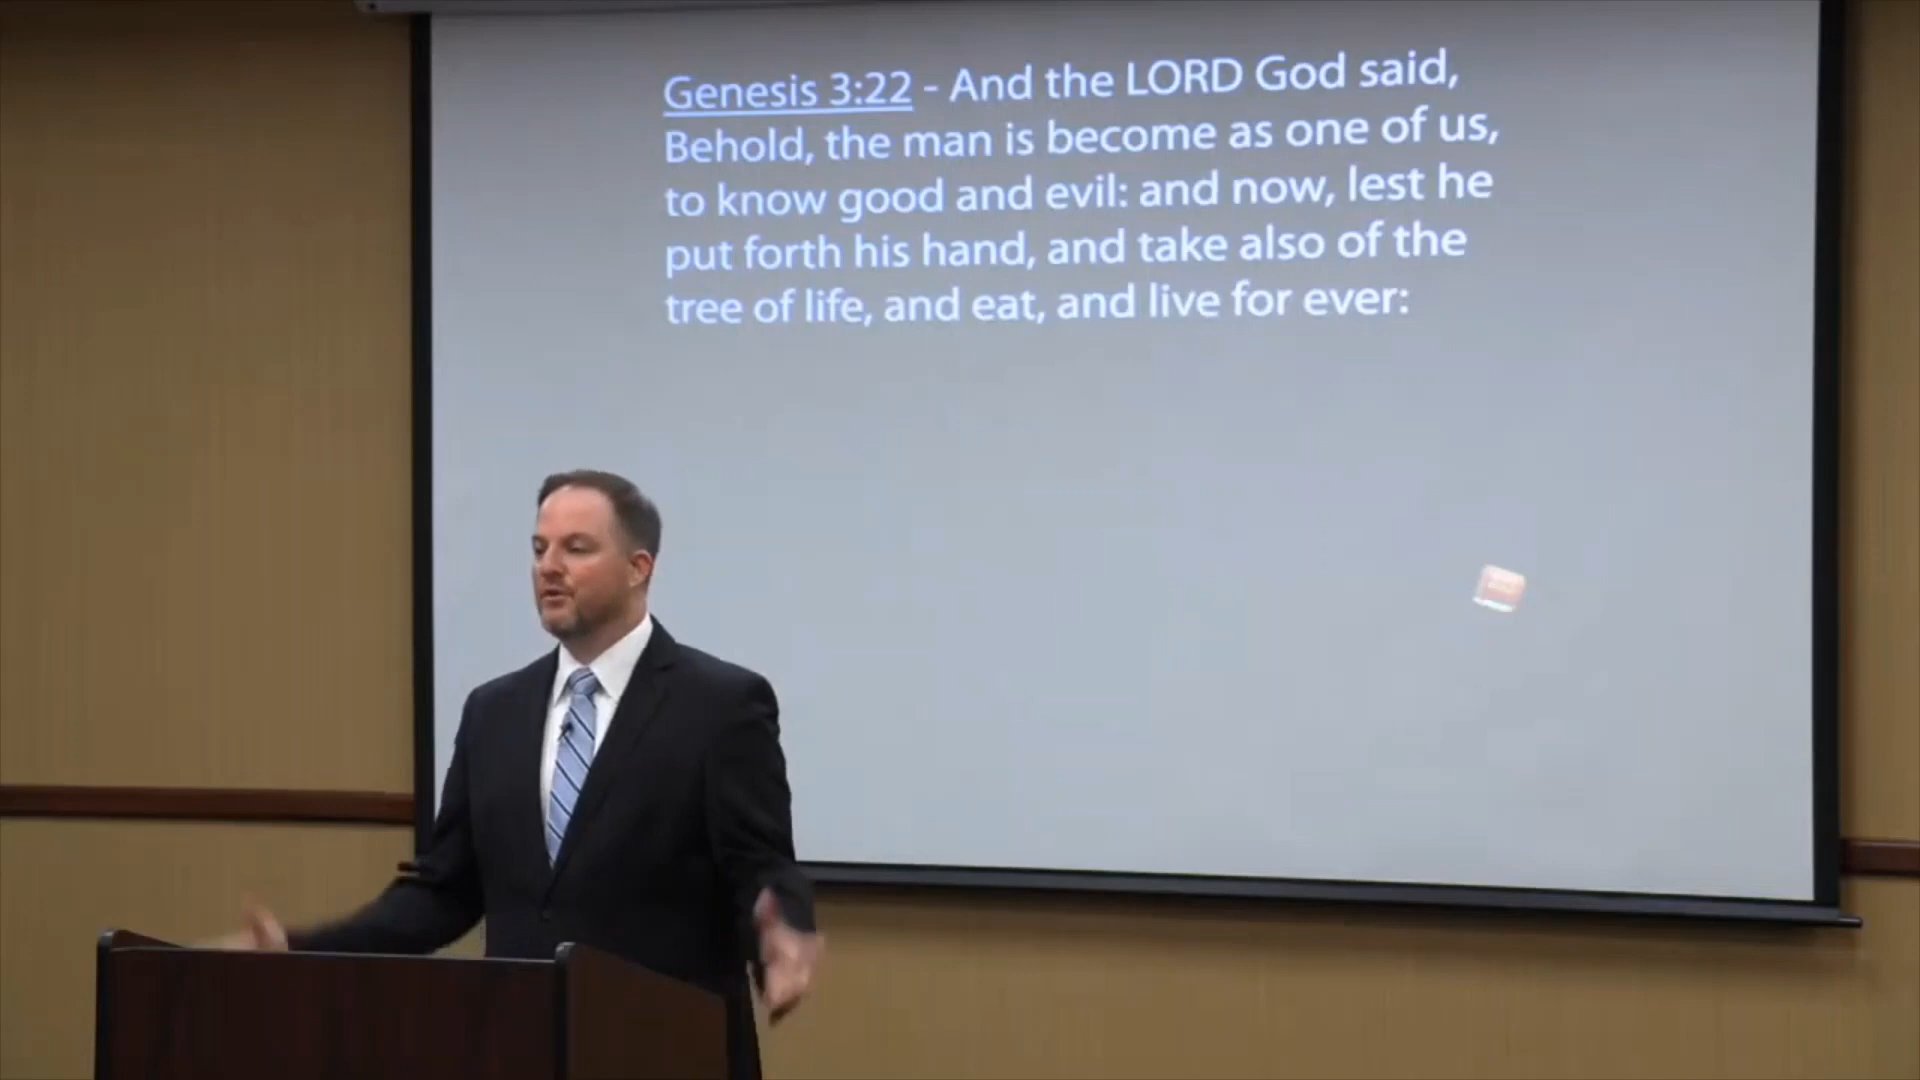 Genesis 3:22 - And the LORD God said,
Behold, the man is become as one of us,
to know good and evil: and now, lest he
put forth his hand, and take also of the
tree of life, and eat, and live for ever: